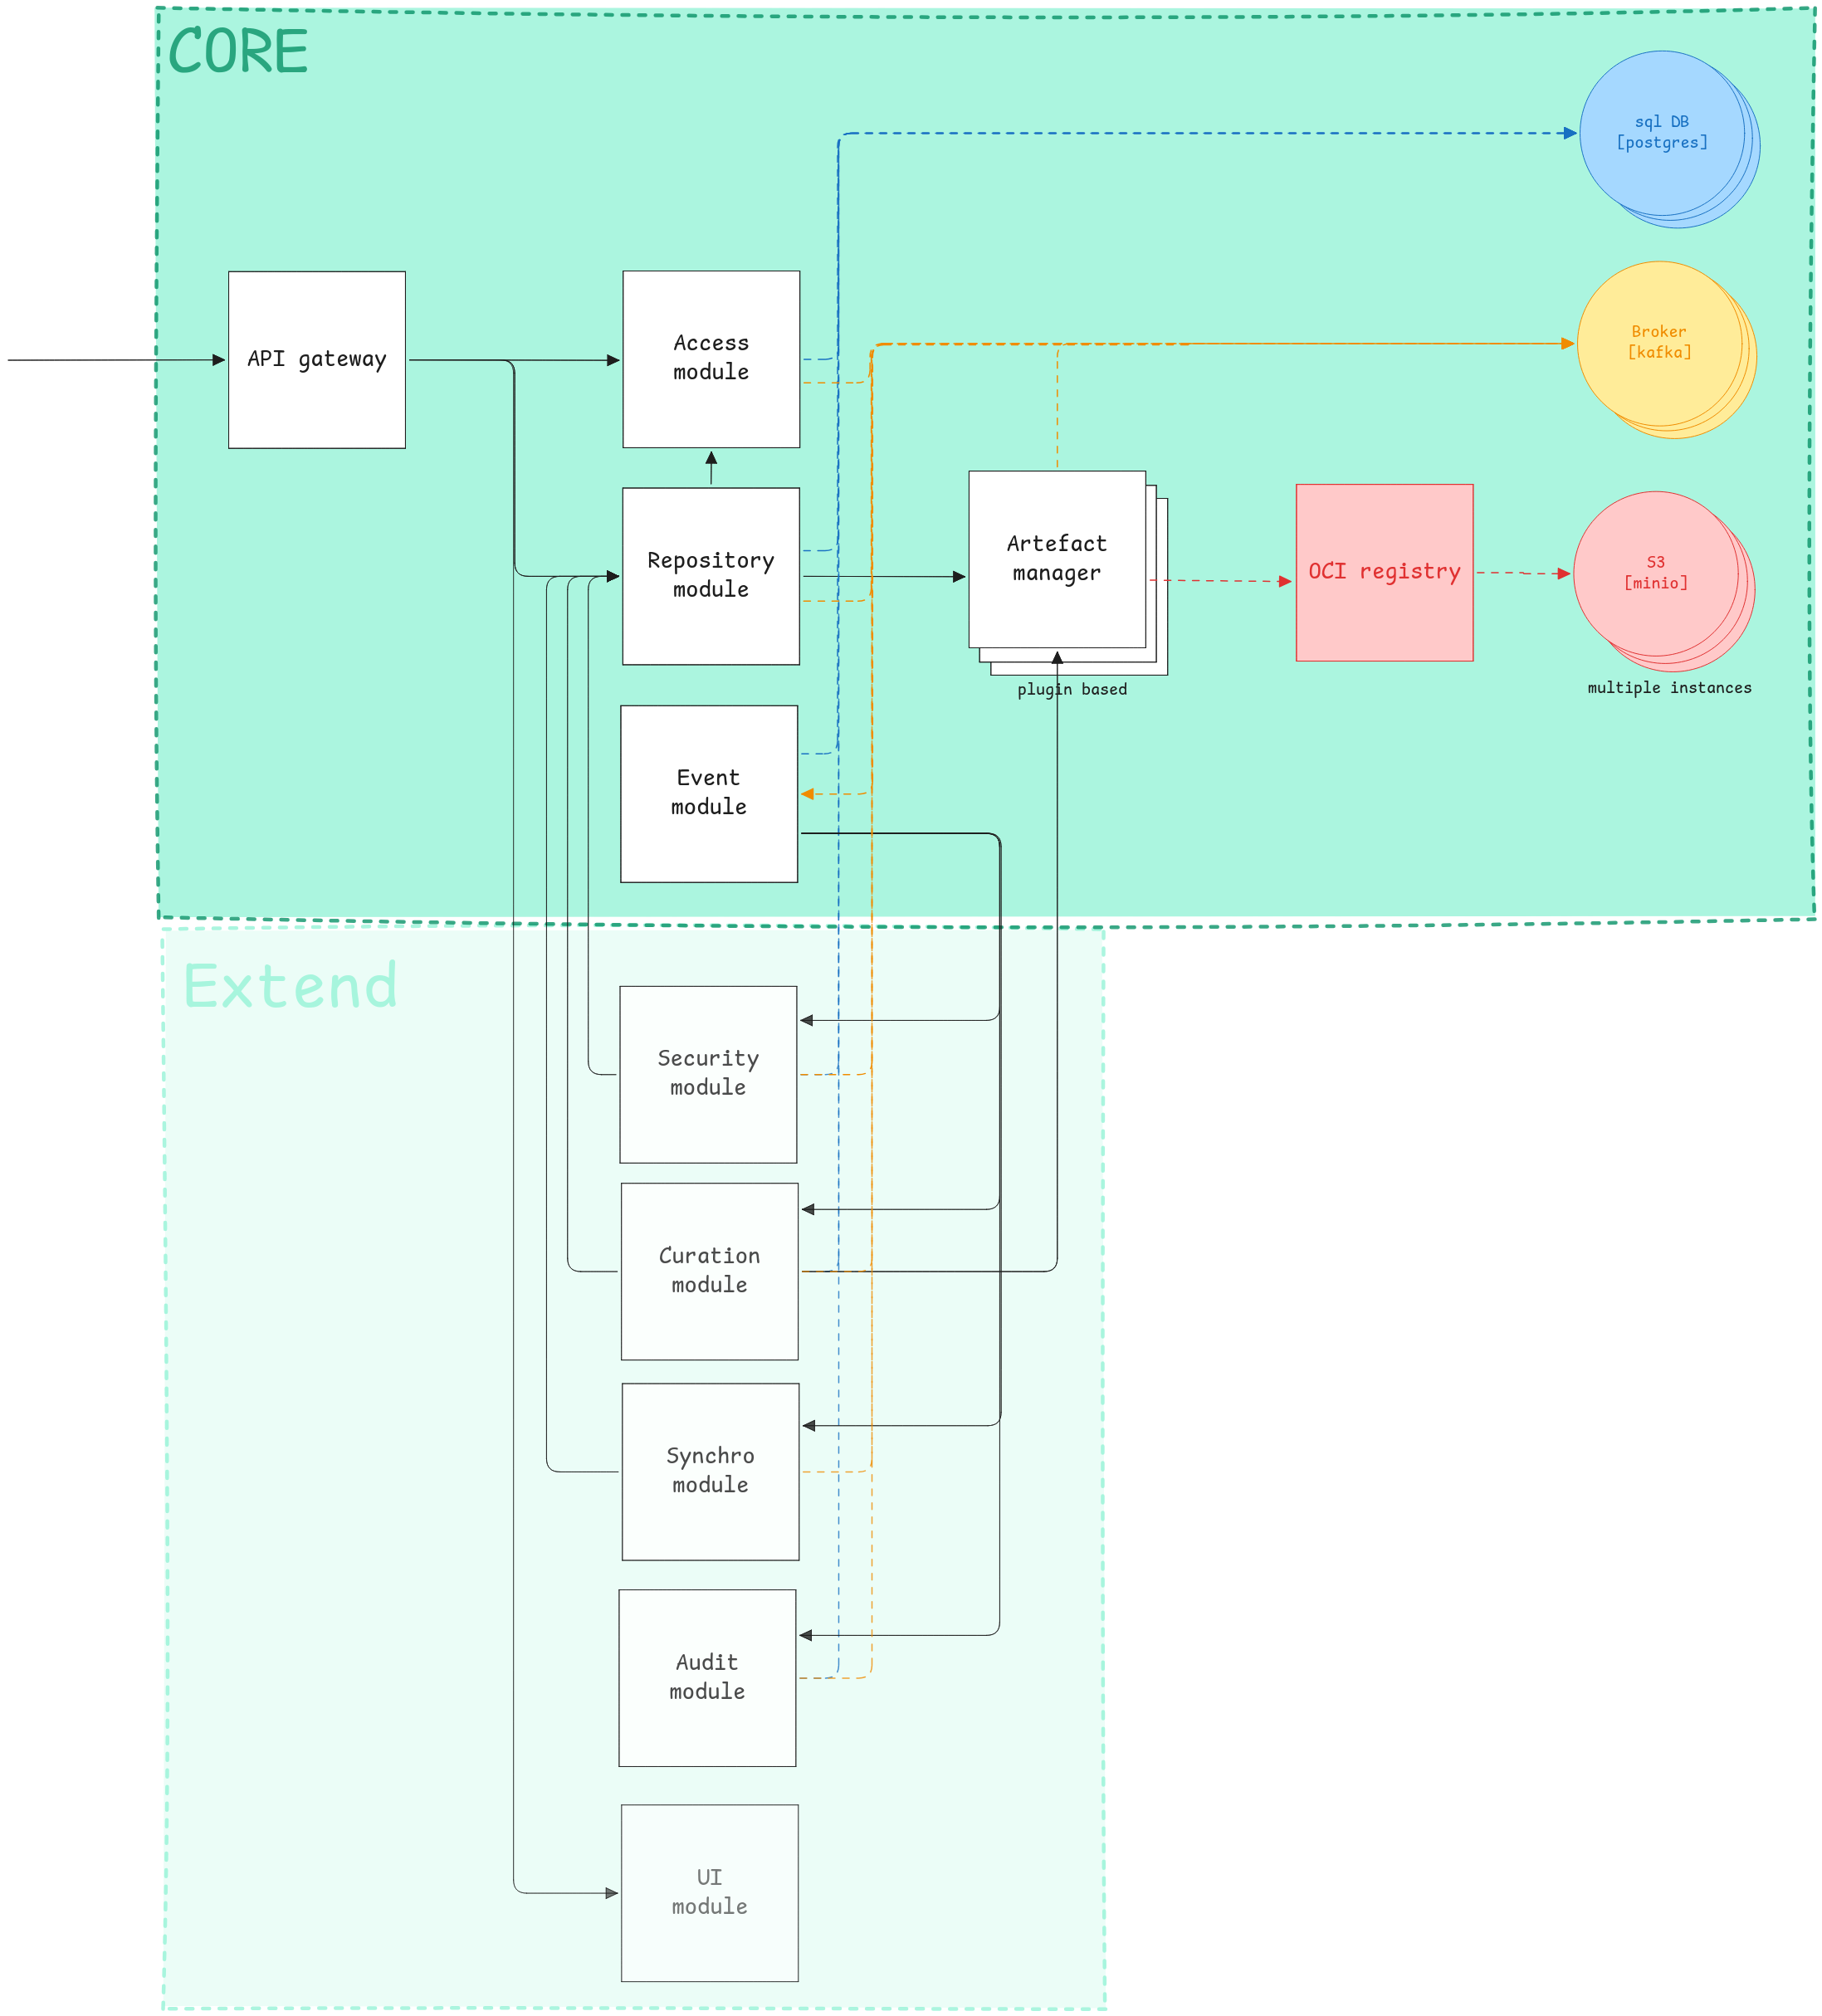 CORE
sql DB
[postgres]
API gateway
Access
module
Broker
[kafka]
Repository
module
Artefact
manager
OCI registry
S3
[minio]
plugin based
multiple instances
Event
module
Extend
Security
module
Curation
module
Synchro
module
Audit
module
UI
module